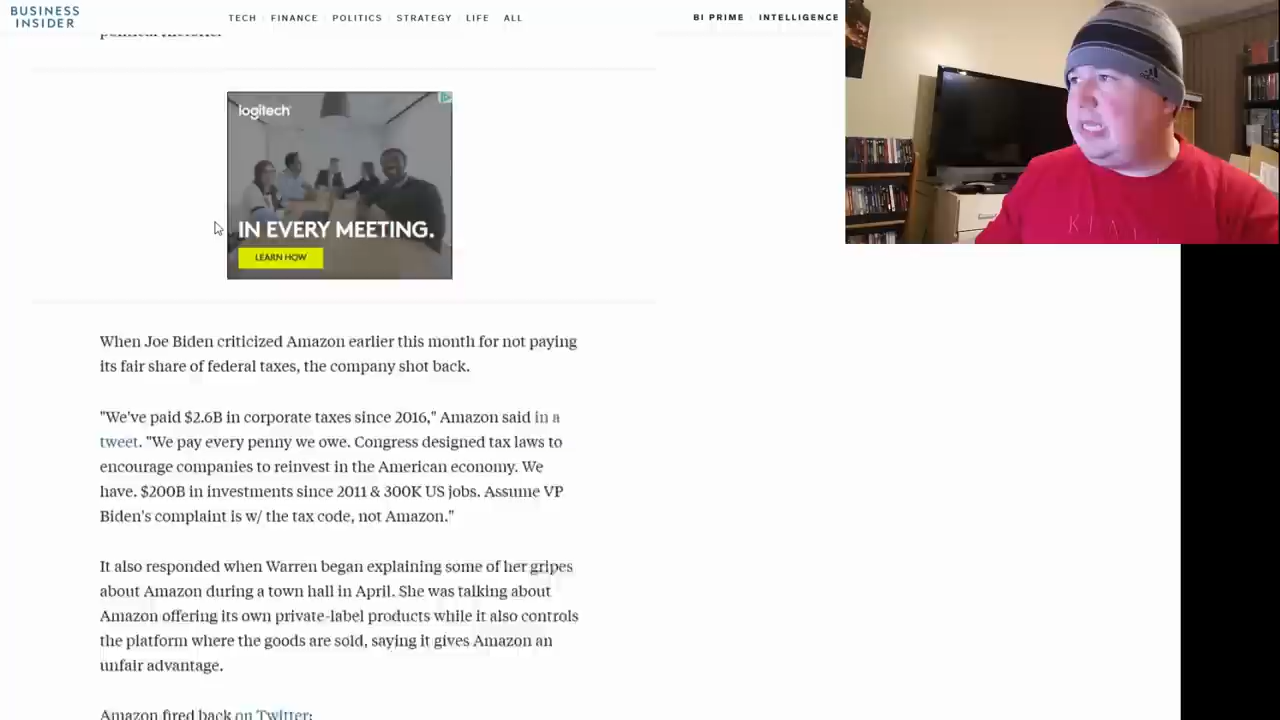 BUSINESS
INSIDER
TECH FINANCE POLITICS STRATEGY LIFE ALL
BI PRIME INTELLIGENCE
logitech
IN EVERY MEETING.
LEARN HOW
When Joe Biden criticized Amazon earlier this month for not paying
its fair share of federal taxes, the company shot back.
"We've paid $2.6B in corporate taxes since 2016," Amazon said in a
tweet. "We pay every penny we owe. Congress designed tax laws to
encourage companies to reinvest in the American economy. We
have. $200B in investments since 2011 & 300K US jobs. Assume VP
Biden's complaint is w/ the tax code, not Amazon."
It also responded when Warren began explaining some of her gripes
about Amazon during a town hall in April. She was talking about
Amazon offering its own private-label products while it also controls
the platform where the goods are sold, saying it gives Amazon an
unfair advantage.
Amazon fired back on Twitter: